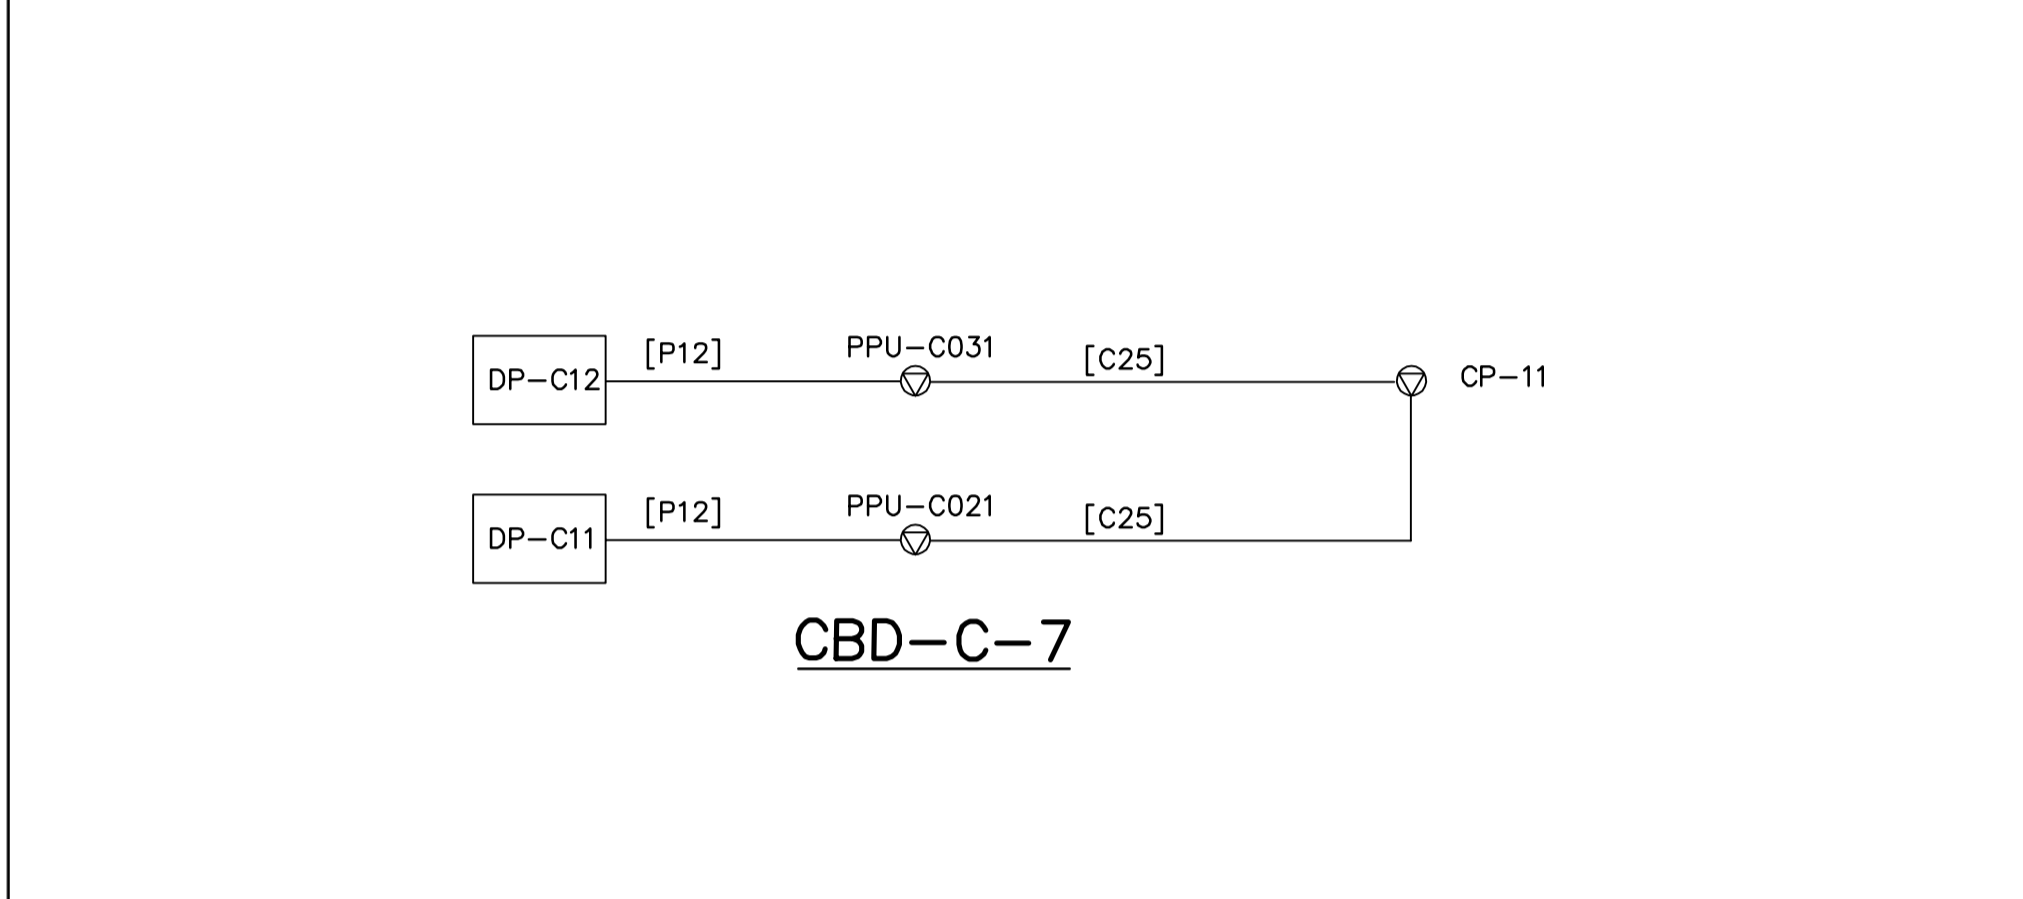 [P12] PPU-C031 [C25]
DP-C12 CP-11
[P12] PPU-C021 [C25]
DP-C11
CBD-C-7